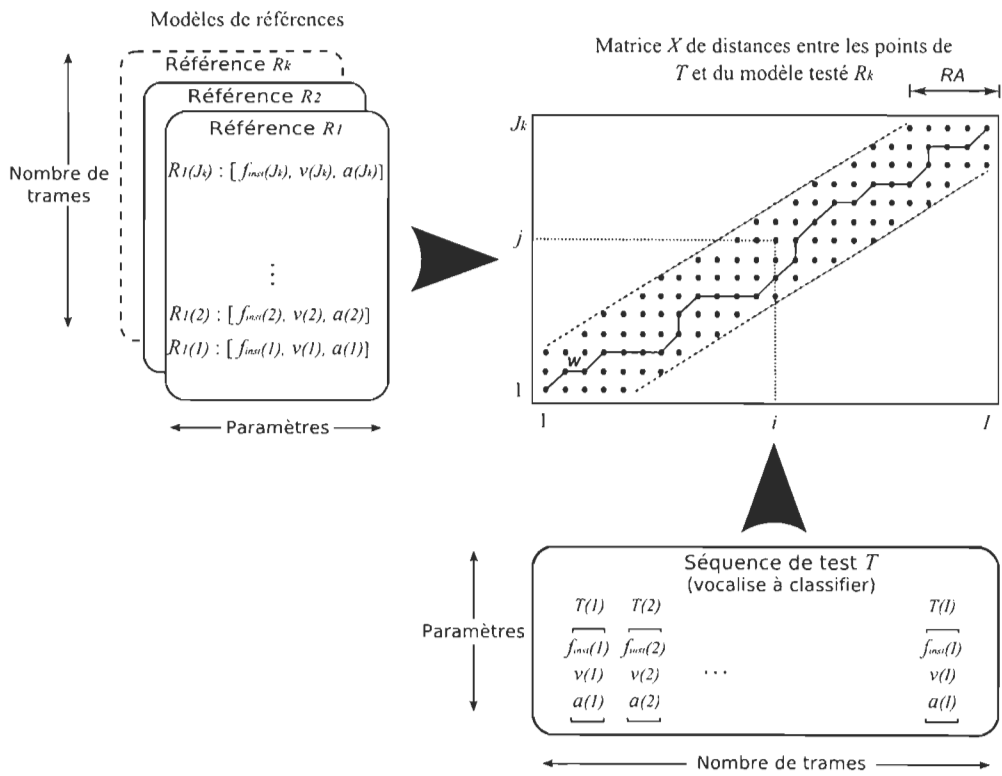 Modèles de références
Référence Rk
Référence R2
Référence R1
R1(Jk) : [finst(Jk), v(Jk), a(Jk)]
⋮
R1(2) : [finst(2), v(2), a(2)]
R1(1) : [finst(1), v(1), a(1)]
Nombre de
trames
Paramètres
Matrice X de distances entre les points de
T et du modèle testé Rk
RA
Jk
j
1
W
1
i
I
Séquence de test T
(vocalise à classifier)
T(1) T(2) T(I)
finst(1) finst(2) finst(I)
v(1) v(2) ... v(I)
a(1) a(2) a(I)
Paramètres
Nombre de trames